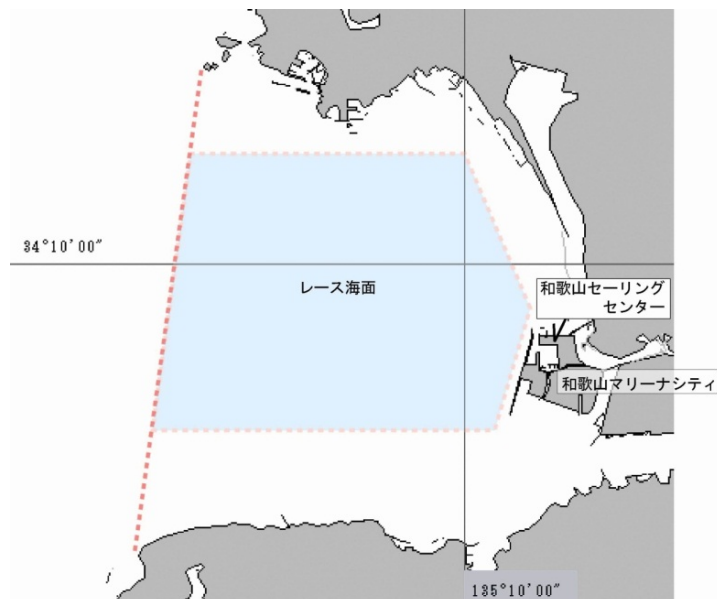 34°10'00"
レース海面
和歌山セーリング
センター
和歌山マリーナシティ
135°10'00"